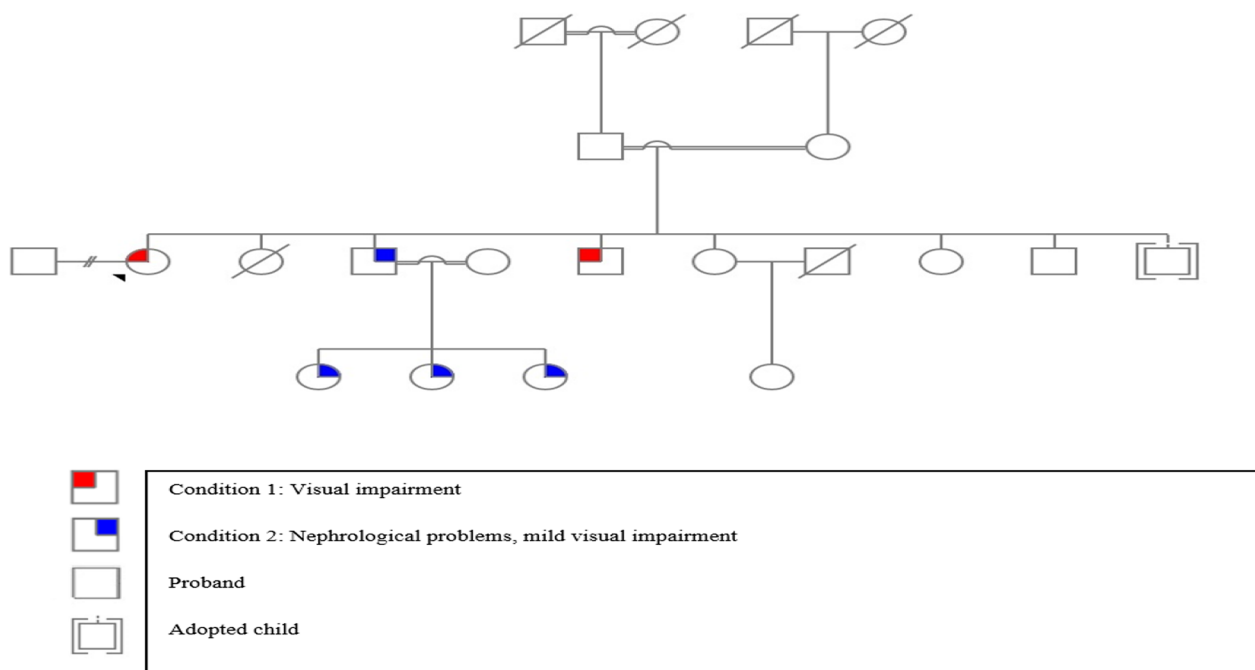 Condition 1: Visual impairment
Condition 2: Nephrological problems, mild visual impairment
Proband
Adopted child